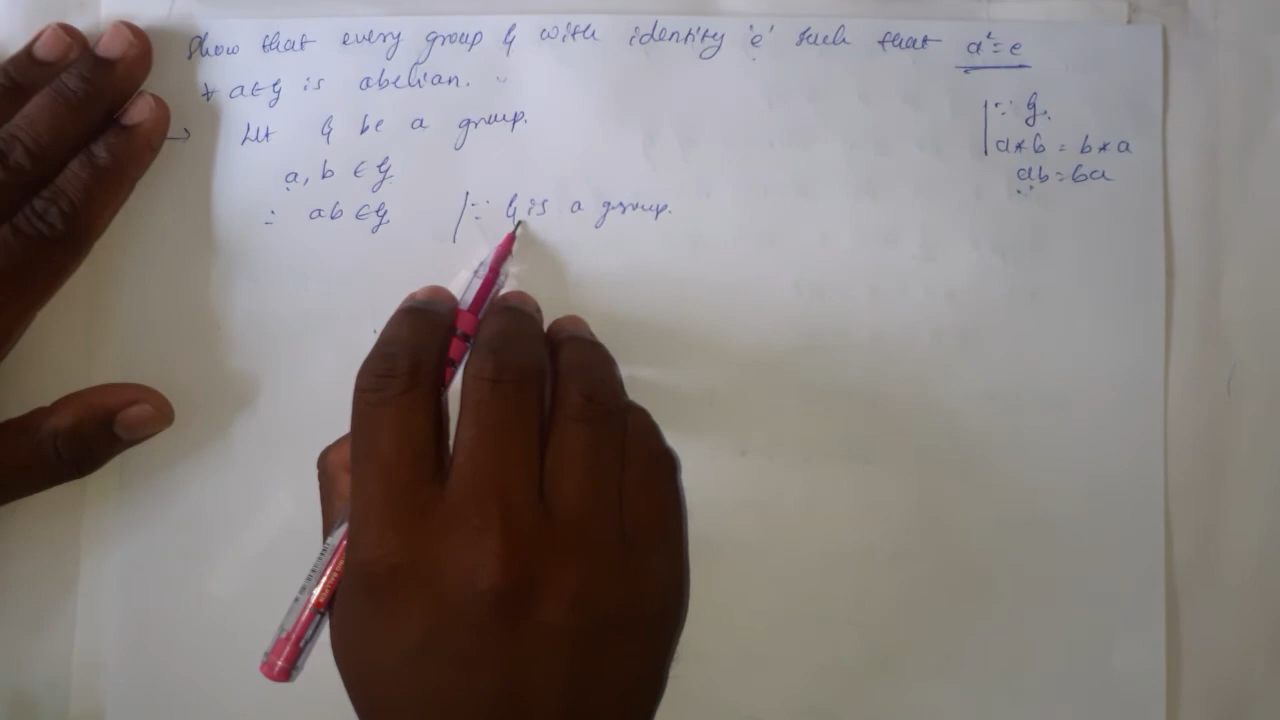 Show that every group G with identity 'e' such that a² = e
∀ a ∈ G is abelian.
→ Let G be a group.
a, b ∈ G
∴ ab ∈ G |∵ G is a group.
|∵ G.
a*b = b*a
ab = ba